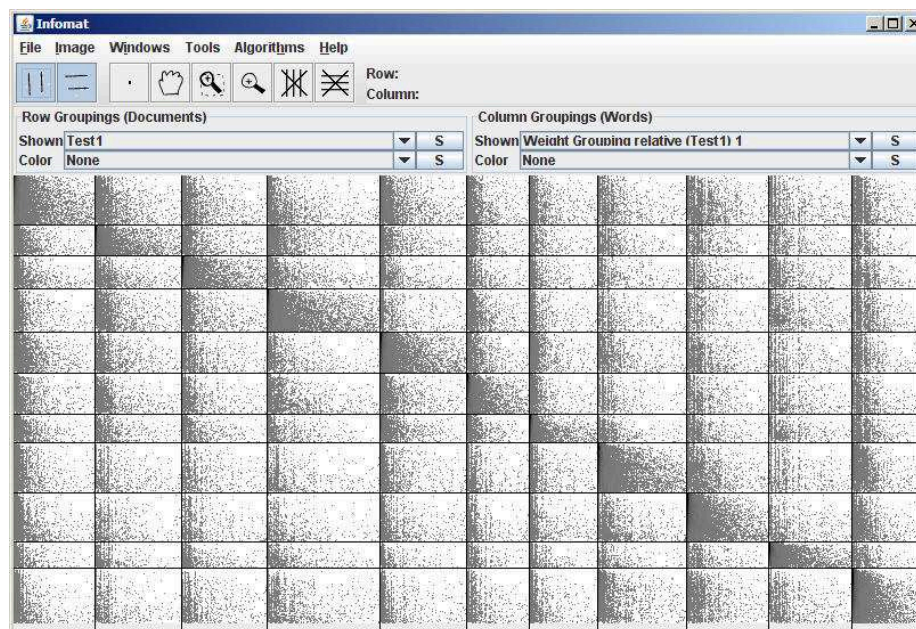 Infomat
File Image Windows Tools Algorithms Help
Row:
Column:
Row Groupings (Documents)
Shown Test1 S
Color None S
Column Groupings (Words)
Shown Weight Grouping relative (Test1) 1 S
Color None S